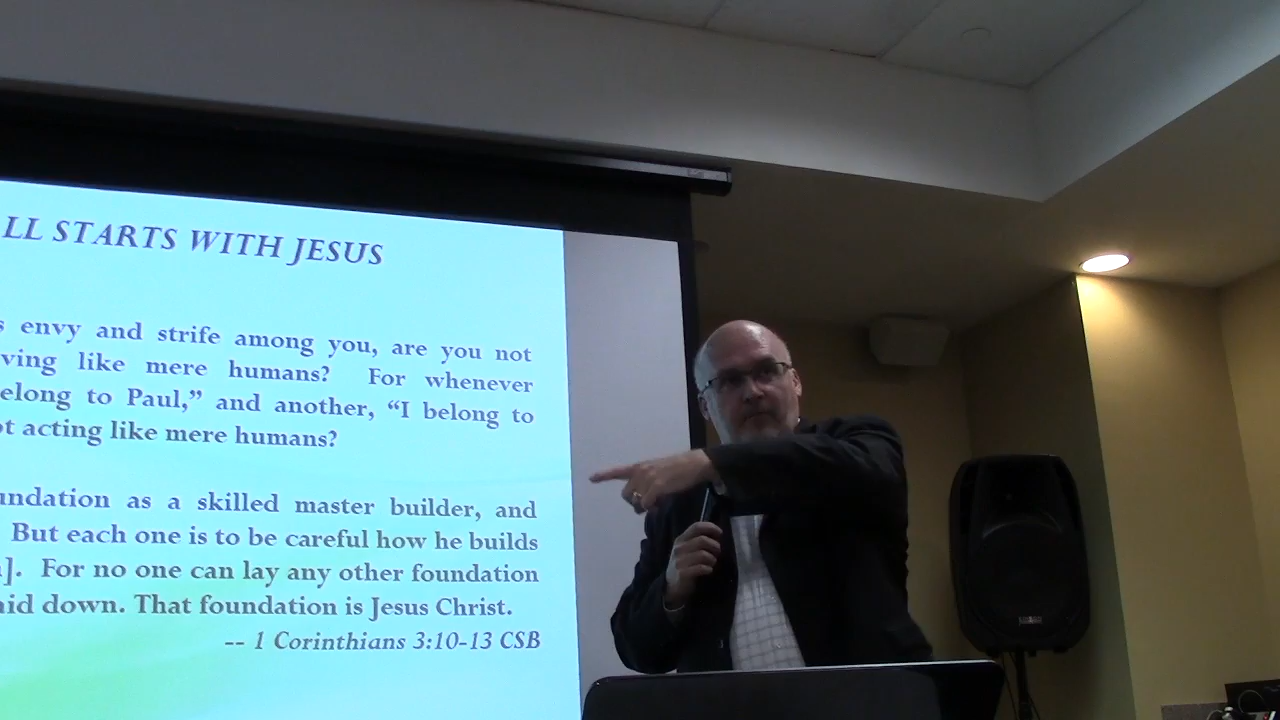 LL STARTS WITH JESUS
s envy and strife among you, are you not
ving like mere humans? For whenever
elong to Paul,” and another, “I belong to
ot acting like mere humans?
undation as a skilled master builder, and
But each one is to be careful how he builds
]. For no one can lay any other foundation
aid down. That foundation is Jesus Christ.
-- 1 Corinthians 3:10-13 CSB